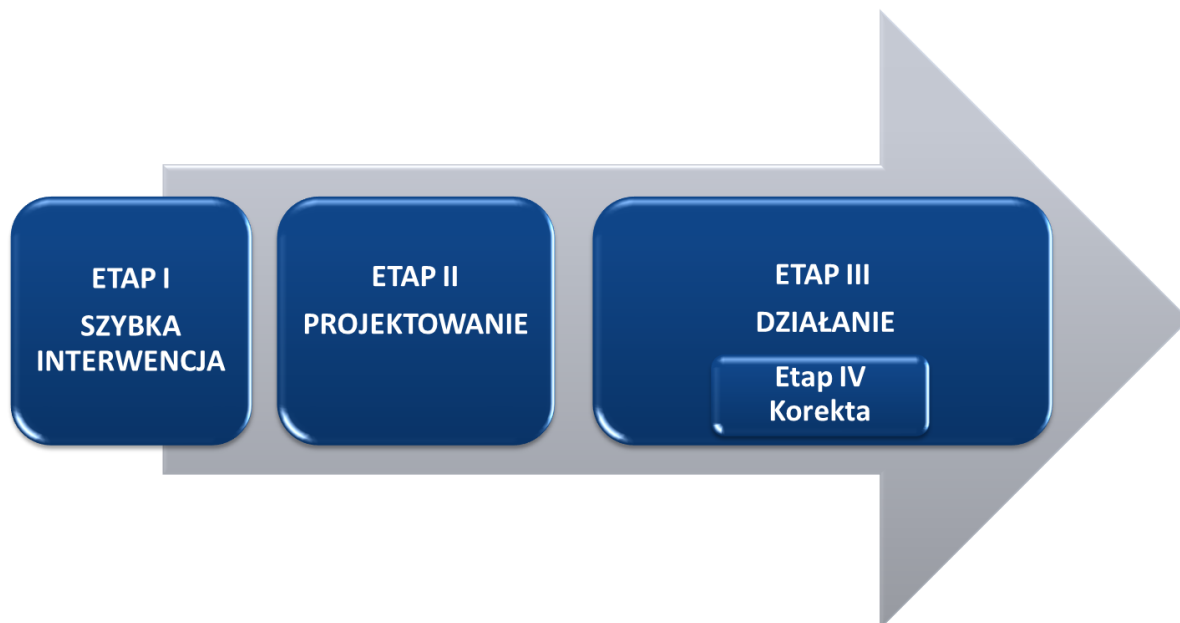 ETAP I
SZYBKA
INTERWENCJA
ETAP II
PROJEKTOWANIE
ETAP III
DZIAŁANIE
Etap IV
Korekta